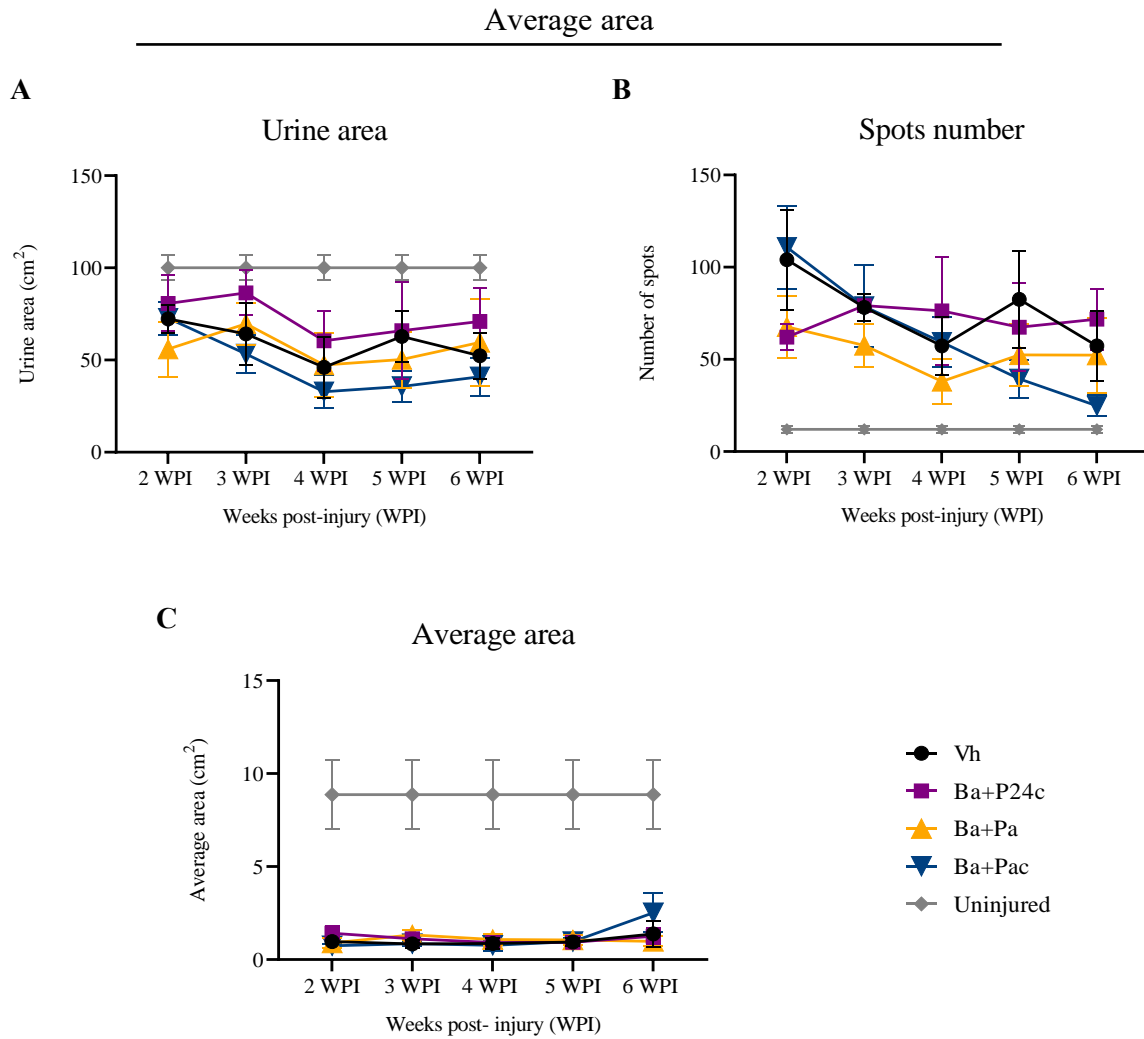 Average area
A
Urine area
Urine area (cm2)
150
100
50
0
2 WPI 3 WPI 4 WPI 5 WPI 6 WPI
Weeks post-injury (WPI)
B
Spots number
Number of spots
150
100
50
0
2 WPI 3 WPI 4 WPI 5 WPI 6 WPI
Weeks post-injury (WPI)
C
Average area
Average area (cm2)
15
10
5
0
2 WPI 3 WPI 4 WPI 5 WPI 6 WPI
Weeks post- injury (WPI)
Vh
Ba+P24c
Ba+Pa
Ba+Pac
Uninjured